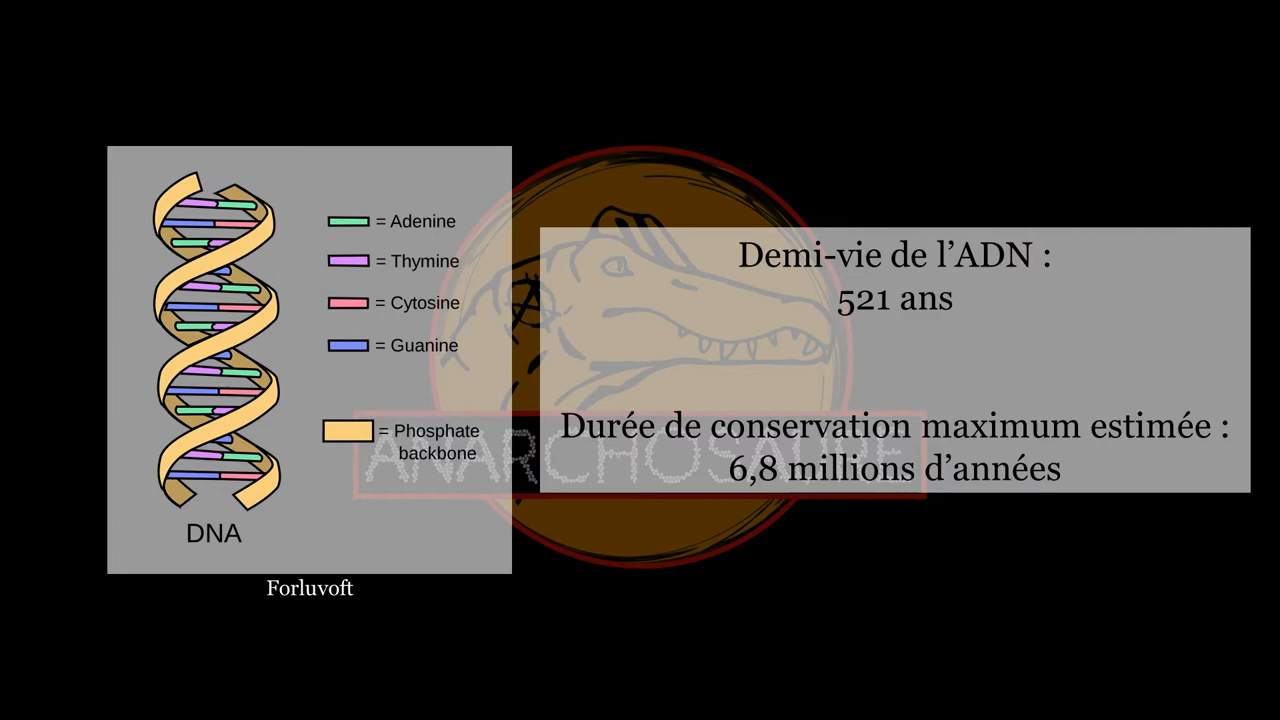 = Adenine
= Thymine
= Cytosine
= Guanine
= Phosphate
backbone
DNA
Forluvoft
Demi-vie de l’ADN :
521 ans
Durée de conservation maximum estimée :
6,8 millions d’années
ANARCHOSAURE